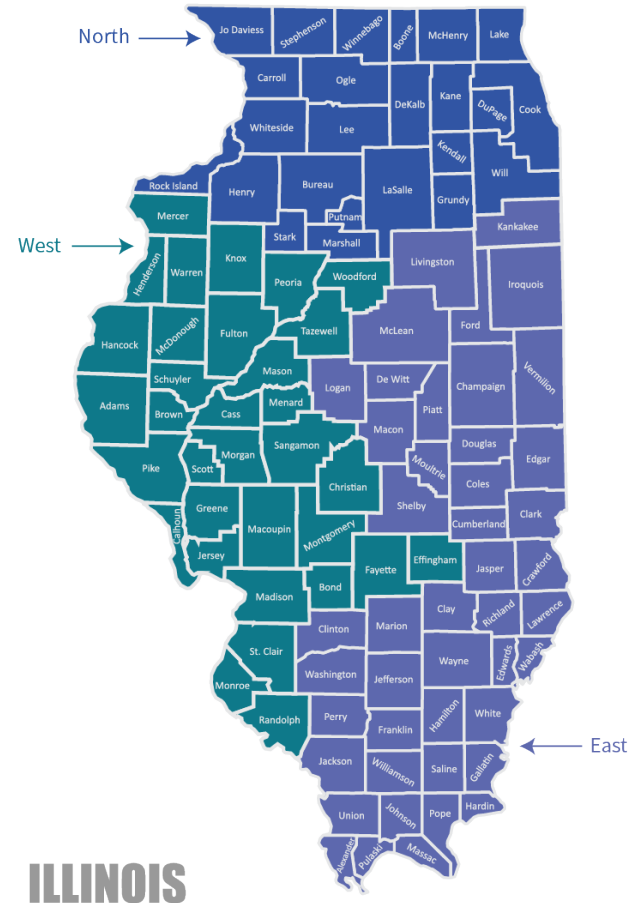 North
Jo Daviess
Stephenson
Winnebago
Boone
McHenry
Lake
Carroll
Ogle
DeKalb
Kane
DuPage
Cook
Whiteside
Lee
Kendall
Will
Rock Island
Henry
Bureau
LaSalle
Grundy
Putnam
Mercer
Stark
Marshall
Kankakee
West
Henderson
Warren
Knox
Peoria
Woodford
Livingston
Iroquois
Hancock
McDonough
Fulton
Tazewell
McLean
Ford
Mason
Schuyler
Logan
De Witt
Champaign
Vermilion
Adams
Brown
Cass
Menard
Piatt
Macon
Pike
Scott
Morgan
Sangamon
Douglas
Edgar
Moultrie
Christian
Coles
Greene
Macoupin
Montgomery
Shelby
Cumberland
Clark
Calhoun
Jersey
Fayette
Effingham
Jasper
Crawford
Madison
Bond
Clay
Richland
Lawrence
Clinton
Marion
St. Clair
Wayne
Edwards
Wabash
Washington
Jefferson
Monroe
Randolph
Perry
Hamilton
White
Franklin
East
Jackson
Williamson
Saline
Gallatin
Union
Johnson
Pope
Hardin
Alexander
Pulaski
Massac
ILLINOIS